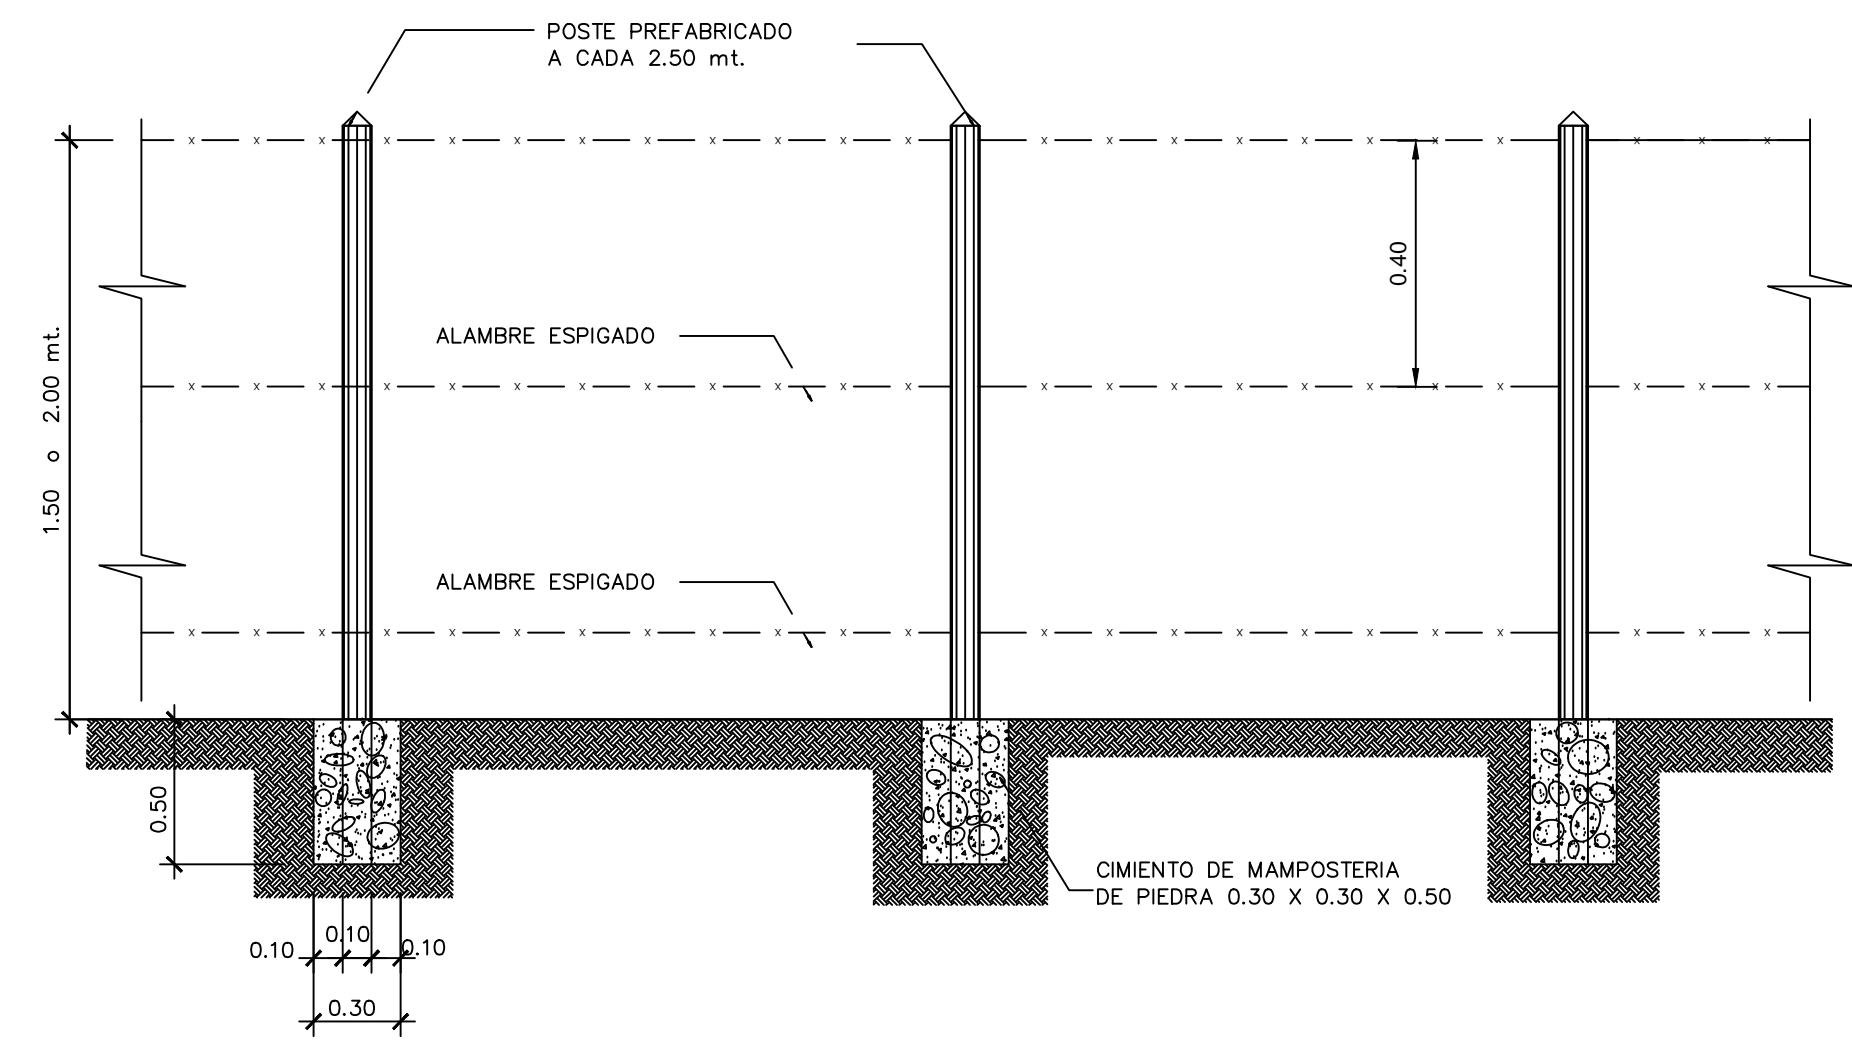 POSTE PREFABRICADO
A CADA 2.50 mt.
0.40
1.50 o 2.00 mt.
ALAMBRE ESPIGADO
ALAMBRE ESPIGADO
0.50
CIMIENTO DE MAMPOSTERIA
DE PIEDRA 0.30 X 0.30 X 0.50
0.10
0.10
0.10
0.30